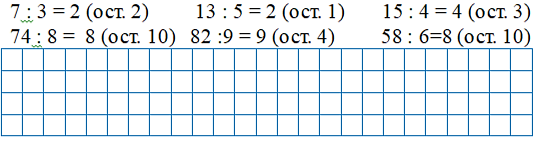 7 : 3 = 2 (ост. 2) 13 : 5 = 2 (ост. 1) 15 : 4 = 4 (ост. 3)
74 : 8 = 8 (ост. 10) 82 :9 = 9 (ост. 4) 58 : 6=8 (ост. 10)